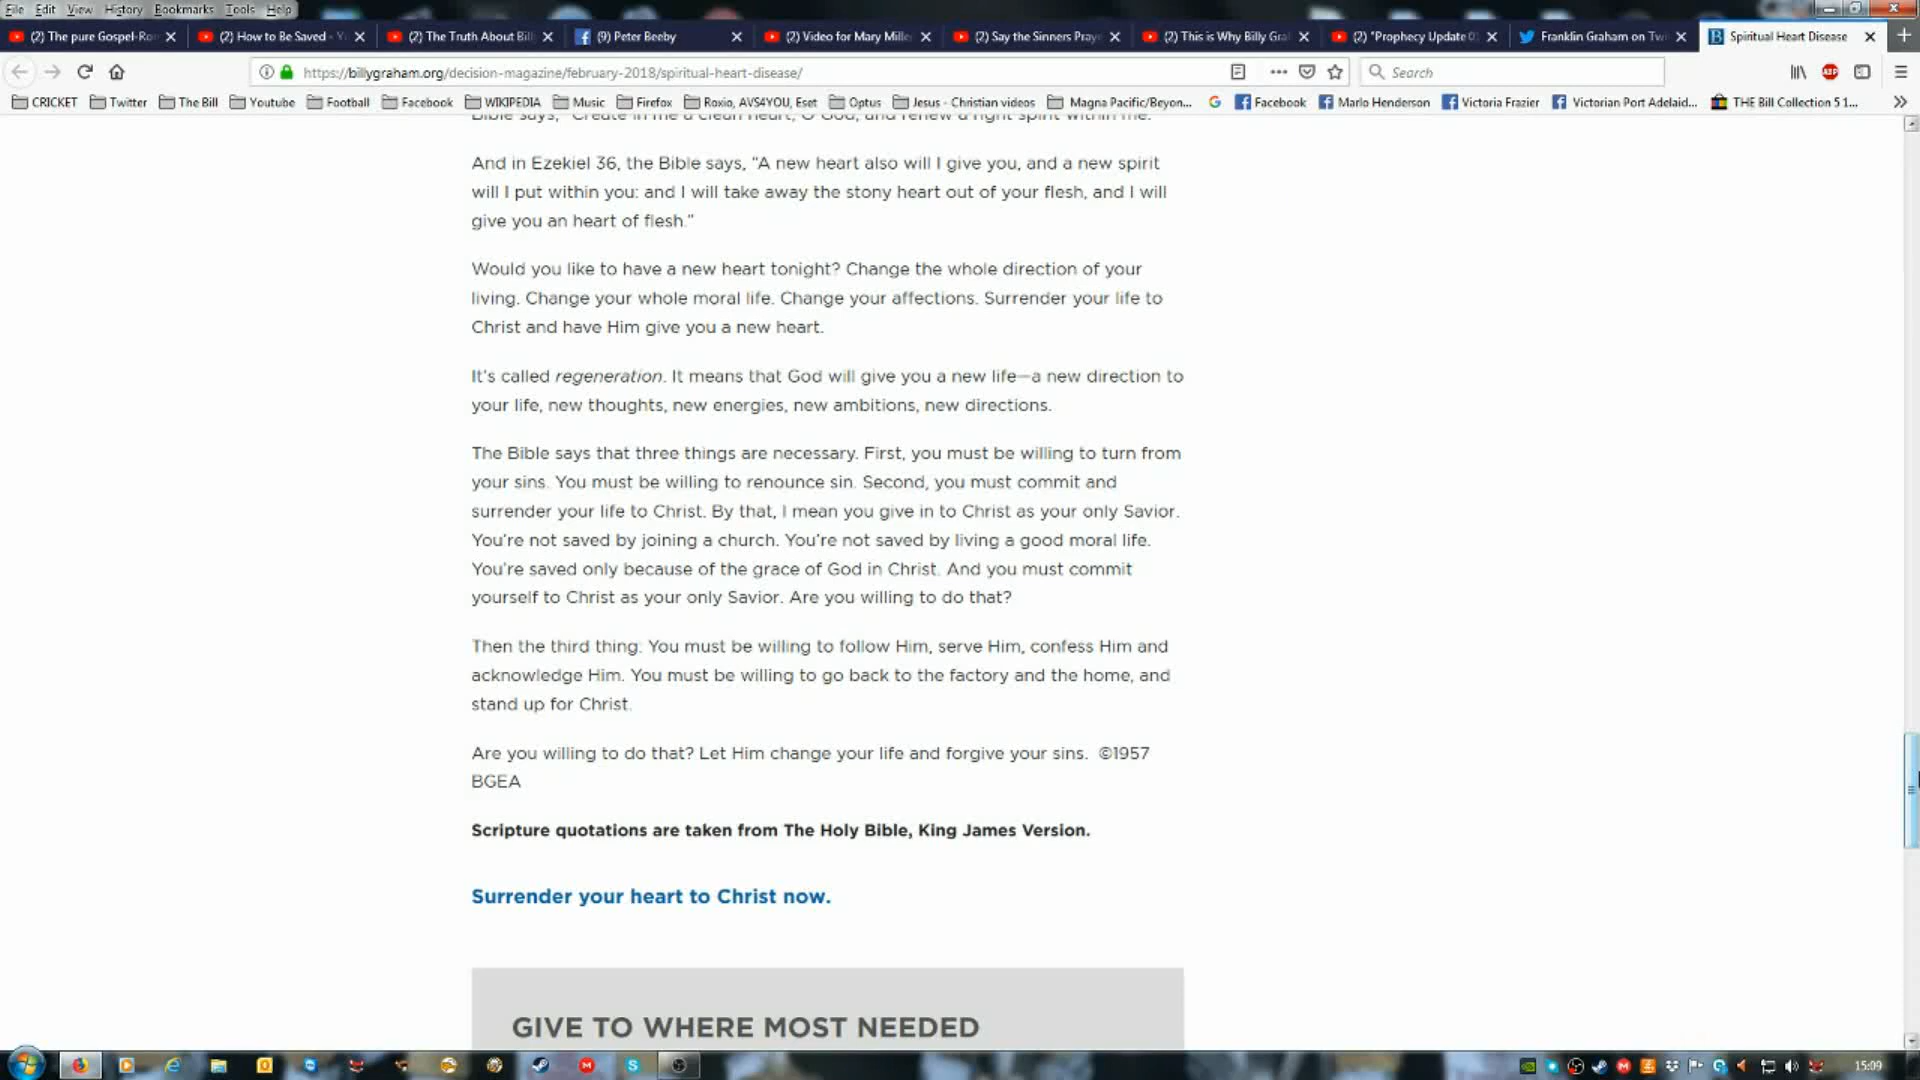 File Edit View History Bookmarks Tools Help
(2) The pure Gospel-Ro (2) How to Be Saved - Y (2) The Truth About Bill (9) Peter Beeby (2) Video for Mary Mille (2) Say the Sinners Praye (2) This is Why Billy Gra (2) "Prophecy Update 0 Franklin Graham on Twi Spiritual Heart Disease
https://billygraham.org/decision-magazine/february-2018/spiritual-heart-disease/ Search
CRICKET Twitter The Bill Youtube Football Facebook WIKIPEDIA Music Firefox Roxio, AVS4YOU, Eset Optus Jesus - Christian videos Magna Pacific/Beyon... Facebook Marlo Henderson Victoria Frazier Victorian Port Adelaid... THE Bill Collection 5 1...
Bible says, “Create in me a clean heart, O God, and renew a right spirit within me.”
And in Ezekiel 36, the Bible says, “A new heart also will I give you, and a new spirit
will I put within you: and I will take away the stony heart out of your flesh, and I will
give you an heart of flesh.”
Would you like to have a new heart tonight? Change the whole direction of your
living. Change your whole moral life. Change your affections. Surrender your life to
Christ and have Him give you a new heart.
It’s called regeneration. It means that God will give you a new life—a new direction to
your life, new thoughts, new energies, new ambitions, new directions.
The Bible says that three things are necessary. First, you must be willing to turn from
your sins. You must be willing to renounce sin. Second, you must commit and
surrender your life to Christ. By that, I mean you give in to Christ as your only Savior.
You’re not saved by joining a church. You’re not saved by living a good moral life.
You’re saved only because of the grace of God in Christ. And you must commit
yourself to Christ as your only Savior. Are you willing to do that?
Then the third thing: You must be willing to follow Him, serve Him, confess Him and
acknowledge Him. You must be willing to go back to the factory and the home, and
stand up for Christ.
Are you willing to do that? Let Him change your life and forgive your sins. ©1957
BGEA
Scripture quotations are taken from The Holy Bible, King James Version.
Surrender your heart to Christ now.
GIVE TO WHERE MOST NEEDED
15:09